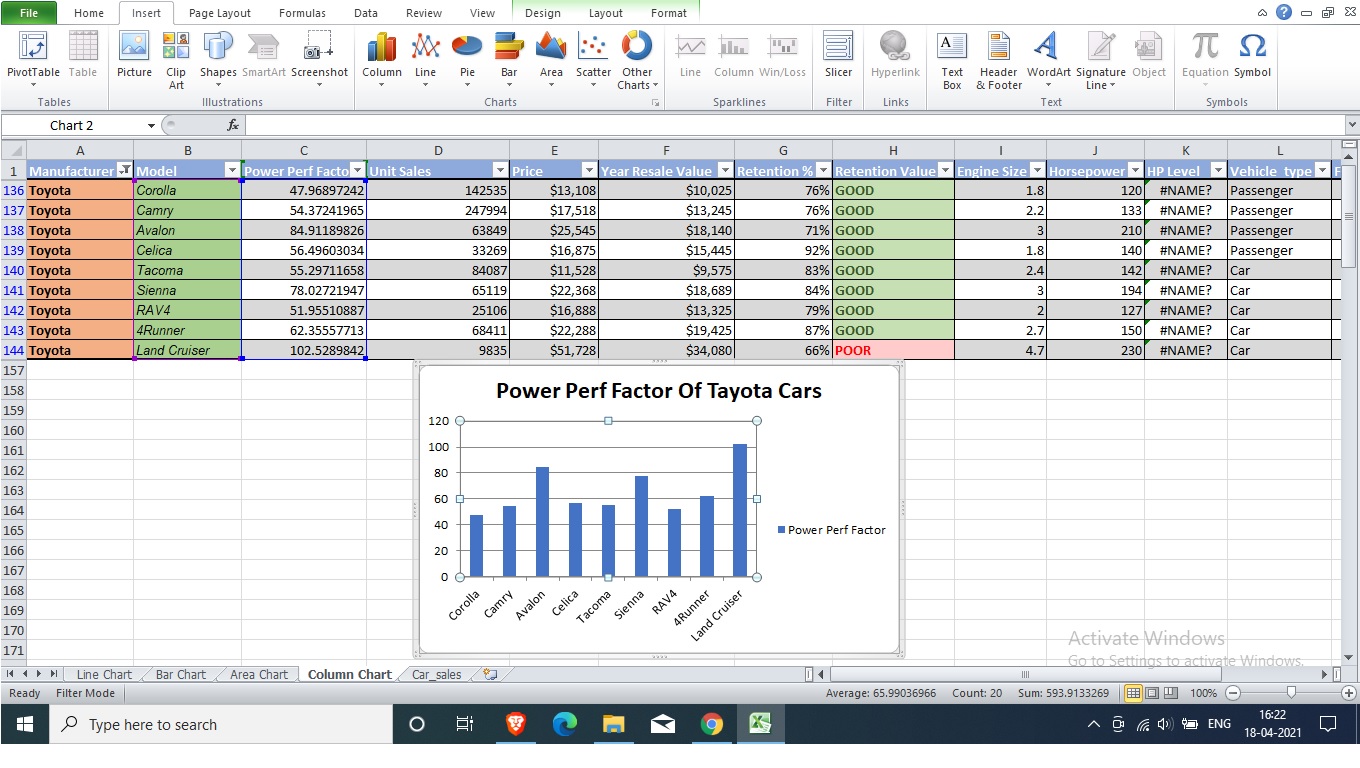 File Home Insert Page Layout Formulas Data Review View Design Layout Format
PivotTable Table Picture Clip Art Shapes SmartArt Screenshot Column Line Pie Bar Area Scatter Other Charts Line Column Win/Loss Slicer Hyperlink Text Box Header & Footer WordArt Signature Line Object Equation Symbol
Tables Illustrations Charts Sparklines Filter Links Text Symbols
Chart 2 fx
A B C D E F G H I J K L
1 Manufacturer Model Power Perf Facto Unit Sales Price Year Resale Value Retention % Retention Value Engine Size Horsepower HP Level Vehicle type F
136 Toyota Corolla 47.96897242 142535 $13,108 $10,025 76% GOOD 1.8 120 #NAME? Passenger
137 Toyota Camry 54.37241965 247994 $17,518 $13,245 76% GOOD 2.2 133 #NAME? Passenger
138 Toyota Avalon 84.91189826 63849 $25,545 $18,140 71% GOOD 3 210 #NAME? Passenger
139 Toyota Celica 56.49603034 33269 $16,875 $15,445 92% GOOD 1.8 140 #NAME? Passenger
140 Toyota Tacoma 55.29711658 84087 $11,528 $9,575 83% GOOD 2.4 142 #NAME? Car
141 Toyota Sienna 78.02721947 65119 $22,368 $18,689 84% GOOD 3 194 #NAME? Car
142 Toyota RAV4 51.95510887 25106 $16,888 $13,325 79% GOOD 2 127 #NAME? Car
143 Toyota 4Runner 62.35557713 68411 $22,288 $19,425 87% GOOD 2.7 150 #NAME? Car
144 Toyota Land Cruiser 102.5289842 9835 $51,728 $34,080 66% POOR 4.7 230 #NAME? Car
157
158
159
160
161
162
163
164
165
166
167
168
169
170
171
Power Perf Factor Of Tayota Cars
120
100
80
60
40
20
0
Corolla Camry Avalon Celica Tacoma Sienna RAV4 4Runner Land Cruiser
Power Perf Factor
Activate Windows
Go to Settings to activate Windows.
Line Chart Bar Chart Area Chart Column Chart Car_sales
Ready Filter Mode Average: 65.99036966 Count: 20 Sum: 593.9133269 100%
Type here to search ENG 16:22
18-04-2021